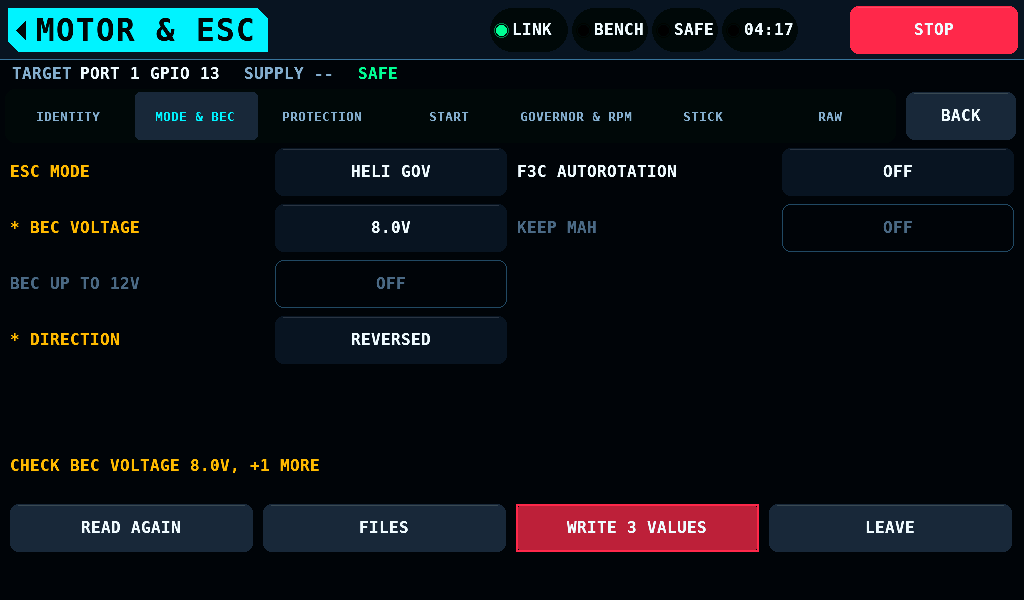 MOTOR & ESC
LINK
BENCH
SAFE
04:17
STOP
TARGET PORT 1 GPIO 13 SUPPLY -- SAFE
IDENTITY
MODE & BEC
PROTECTION
START
GOVERNOR & RPM
STICK
RAW
BACK
ESC MODE
HELI GOV
F3C AUTOROTATION
OFF
* BEC VOLTAGE
8.0V
KEEP MAH
OFF
BEC UP TO 12V
OFF
* DIRECTION
REVERSED
CHECK BEC VOLTAGE 8.0V, +1 MORE
READ AGAIN
FILES
WRITE 3 VALUES
LEAVE